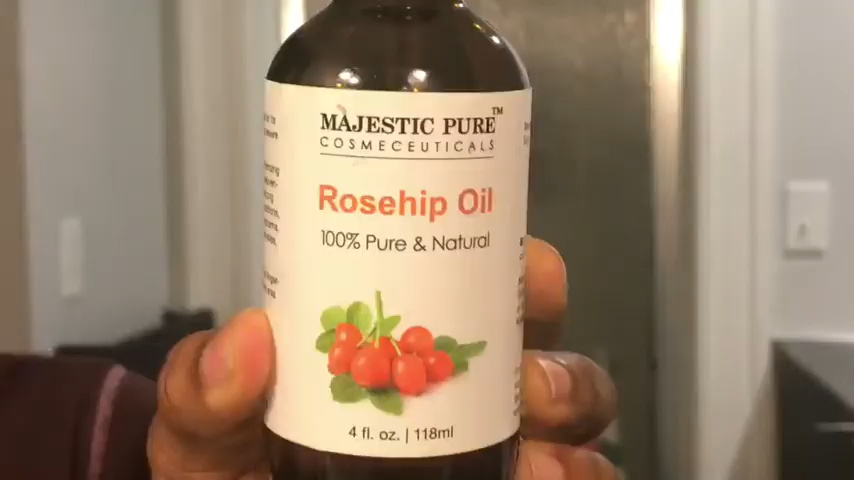 MAJESTIC PURE™
COSMECEUTICALS
Rosehip Oil
100% Pure & Natural
4 fl. oz. | 118ml